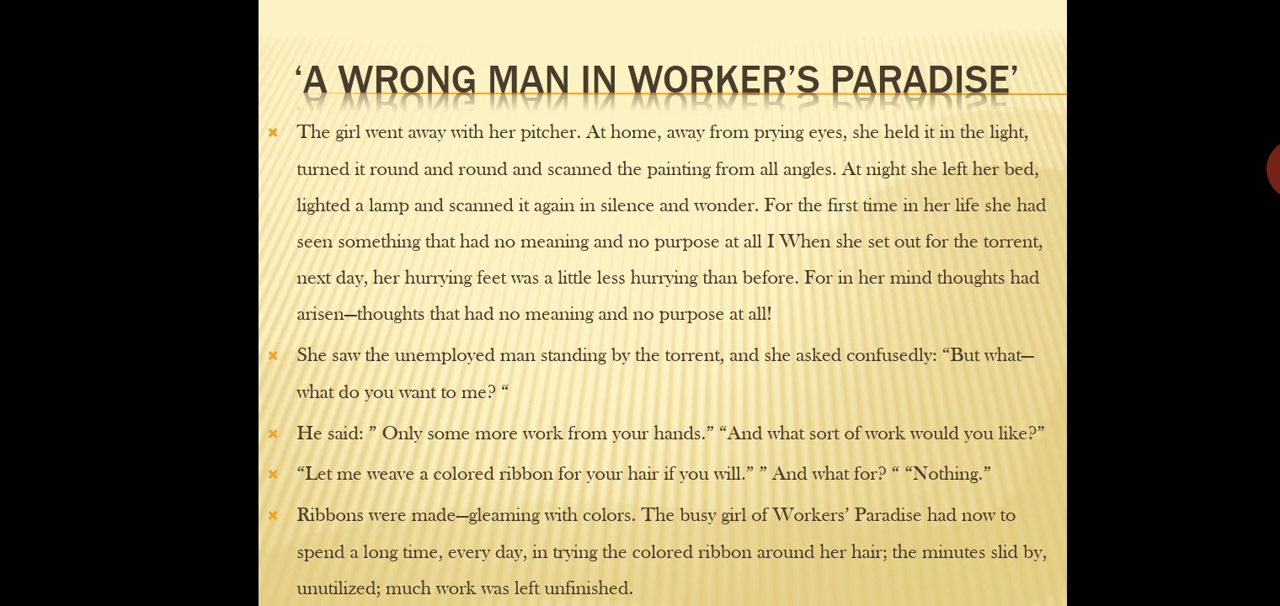 ‘A WRONG MAN IN WORKER’S PARADISE’
The girl went away with her pitcher. At home, away from prying eyes, she held it in the light,
turned it round and round and scanned the painting from all angles. At night she left her bed,
lighted a lamp and scanned it again in silence and wonder. For the first time in her life she had
seen something that had no meaning and no purpose at all I When she set out for the torrent,
next day, her hurrying feet was a little less hurrying than before. For in her mind thoughts had
arisen—thoughts that had no meaning and no purpose at all!
She saw the unemployed man standing by the torrent, and she asked confusedly: “But what—
what do you want to me? “
He said: ” Only some more work from your hands.” “And what sort of work would you like?”
“Let me weave a colored ribbon for your hair if you will.” ” And what for? “ “Nothing.”
Ribbons were made—gleaming with colors. The busy girl of Workers’ Paradise had now to
spend a long time, every day, in trying the colored ribbon around her hair; the minutes slid by,
unutilized; much work was left unfinished.